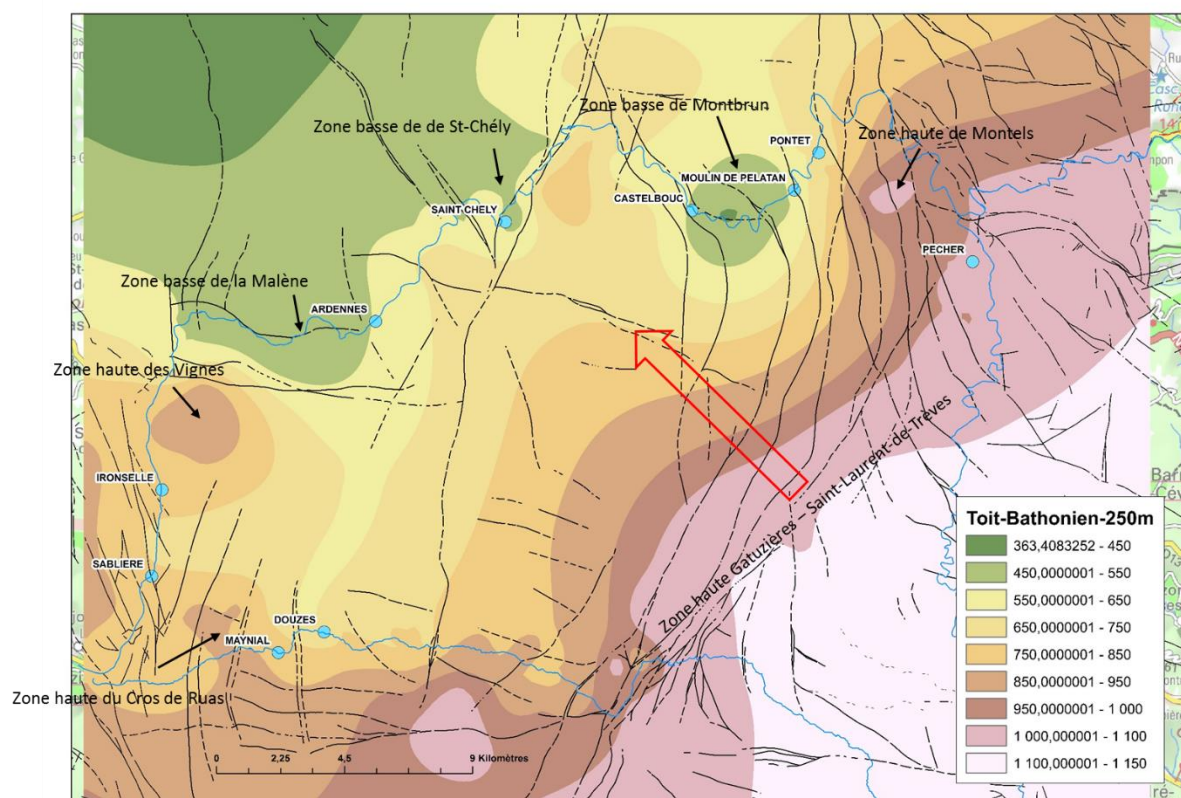 Zone basse de Montbrun
Zone basse de de St-Chély
Zone haute de Montels
PONTET
MOULIN DE PELATAN
CASTELBOUC
SAINT CHELY
PECHER
Zone basse de la Malène
ARDENNES
Zone haute des Vignes
IRONSELLE
SABLIERE
DOUZES
MAYNIAL
Zone haute du Cros de Ruas
Zone haute Gatuzières – Saint-Laurent-de-Trèves
0 2,25 4,5 9 Kilomètres
Toit-Bathonien-250m
363,4083252 - 450
450,0000001 - 550
550,0000001 - 650
650,0000001 - 750
750,0000001 - 850
850,0000001 - 950
950,0000001 - 1 000
1 000,000001 - 1 100
1 100,000001 - 1 150